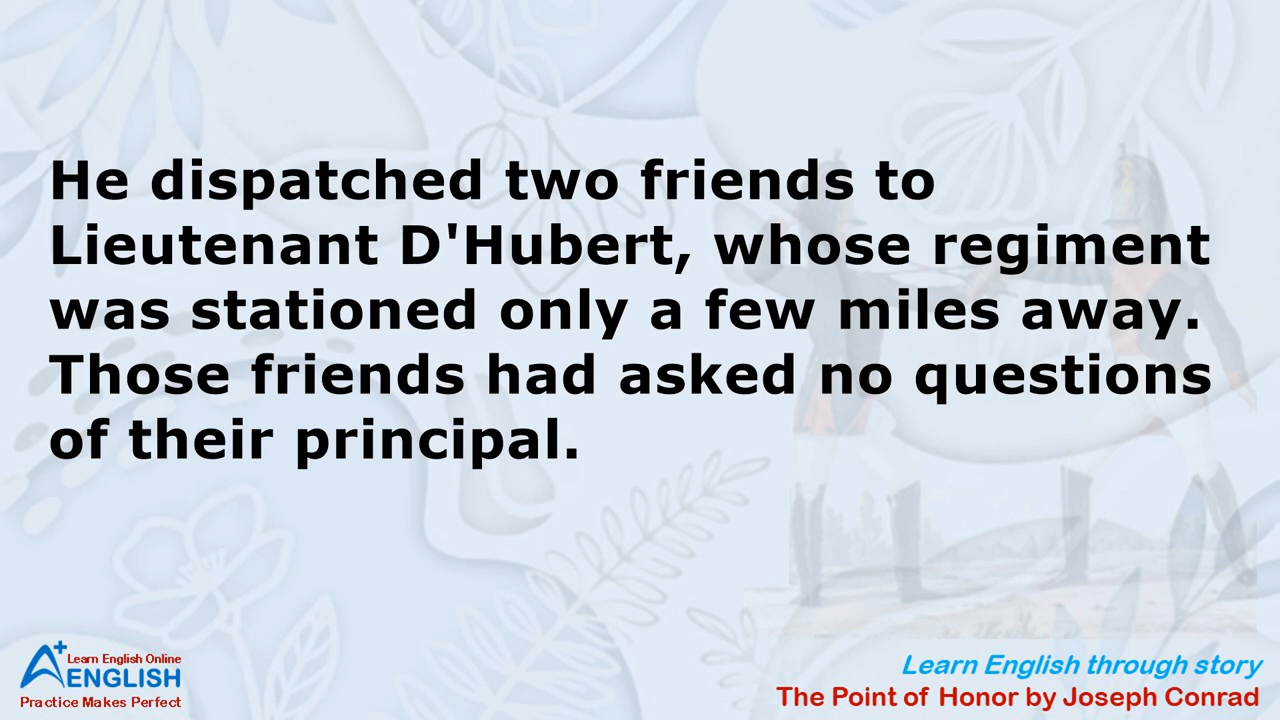 He dispatched two friends to
Lieutenant D'Hubert, whose regiment
was stationed only a few miles away.
Those friends had asked no questions
of their principal.
A+ Learn English Online
ENGLISH
Practice Makes Perfect
Learn English through story
The Point of Honor by Joseph Conrad